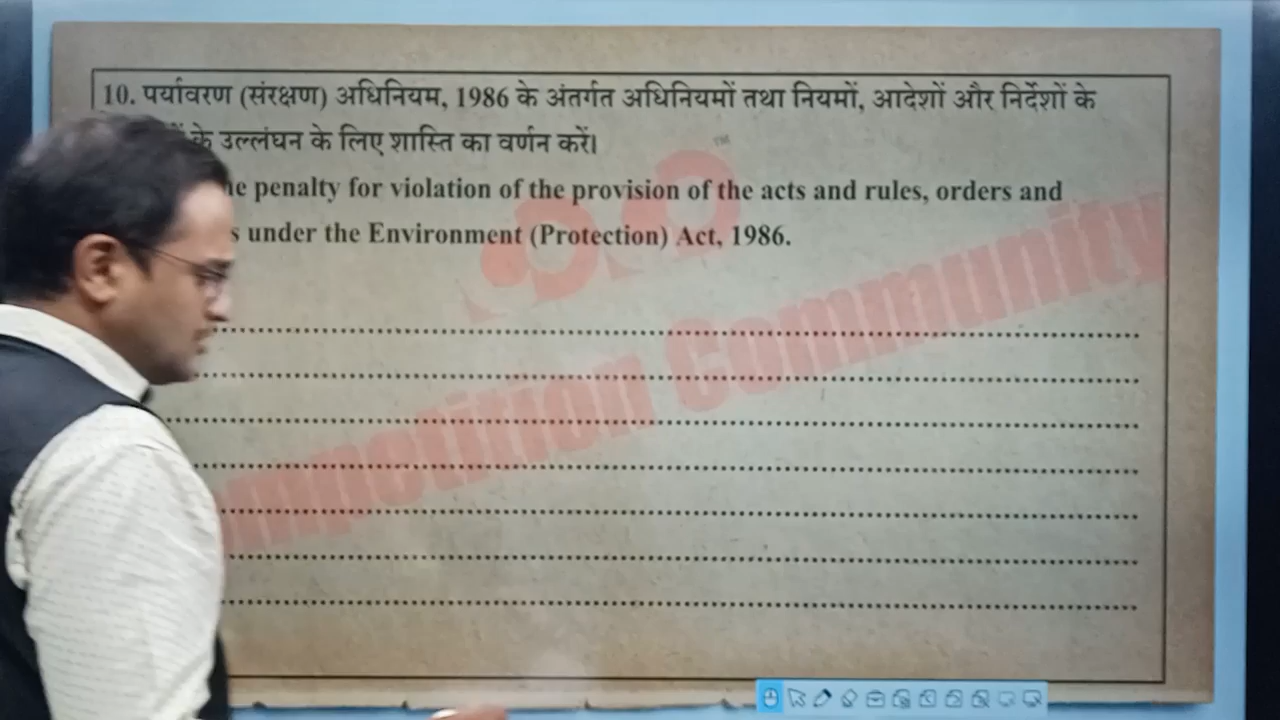 10. पर्यावरण (संरक्षण) अधिनियम, 1986 के अंतर्गत अधिनियमों तथा नियमों, आदेशों और निर्देशों के
के उल्लंघन के लिए शास्ति का वर्णन करें।
penalty for violation of the provision of the acts and rules, orders and
under the Environment (Protection) Act, 1986.
Community
TM